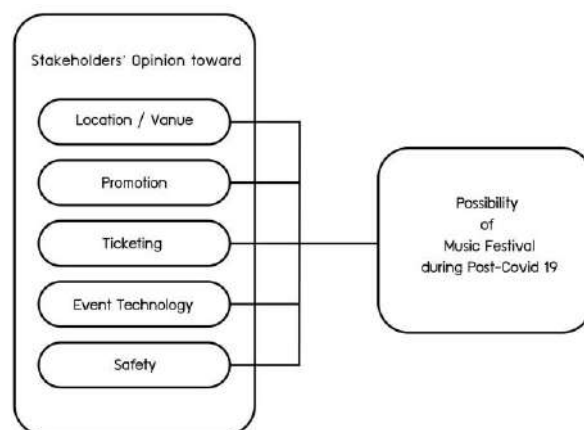 Stakeholders' Opinion toward
Location / Vanue
Promotion
Ticketing
Event Technology
Safety
Possibility
of
Music Festival
during Post-Covid 19